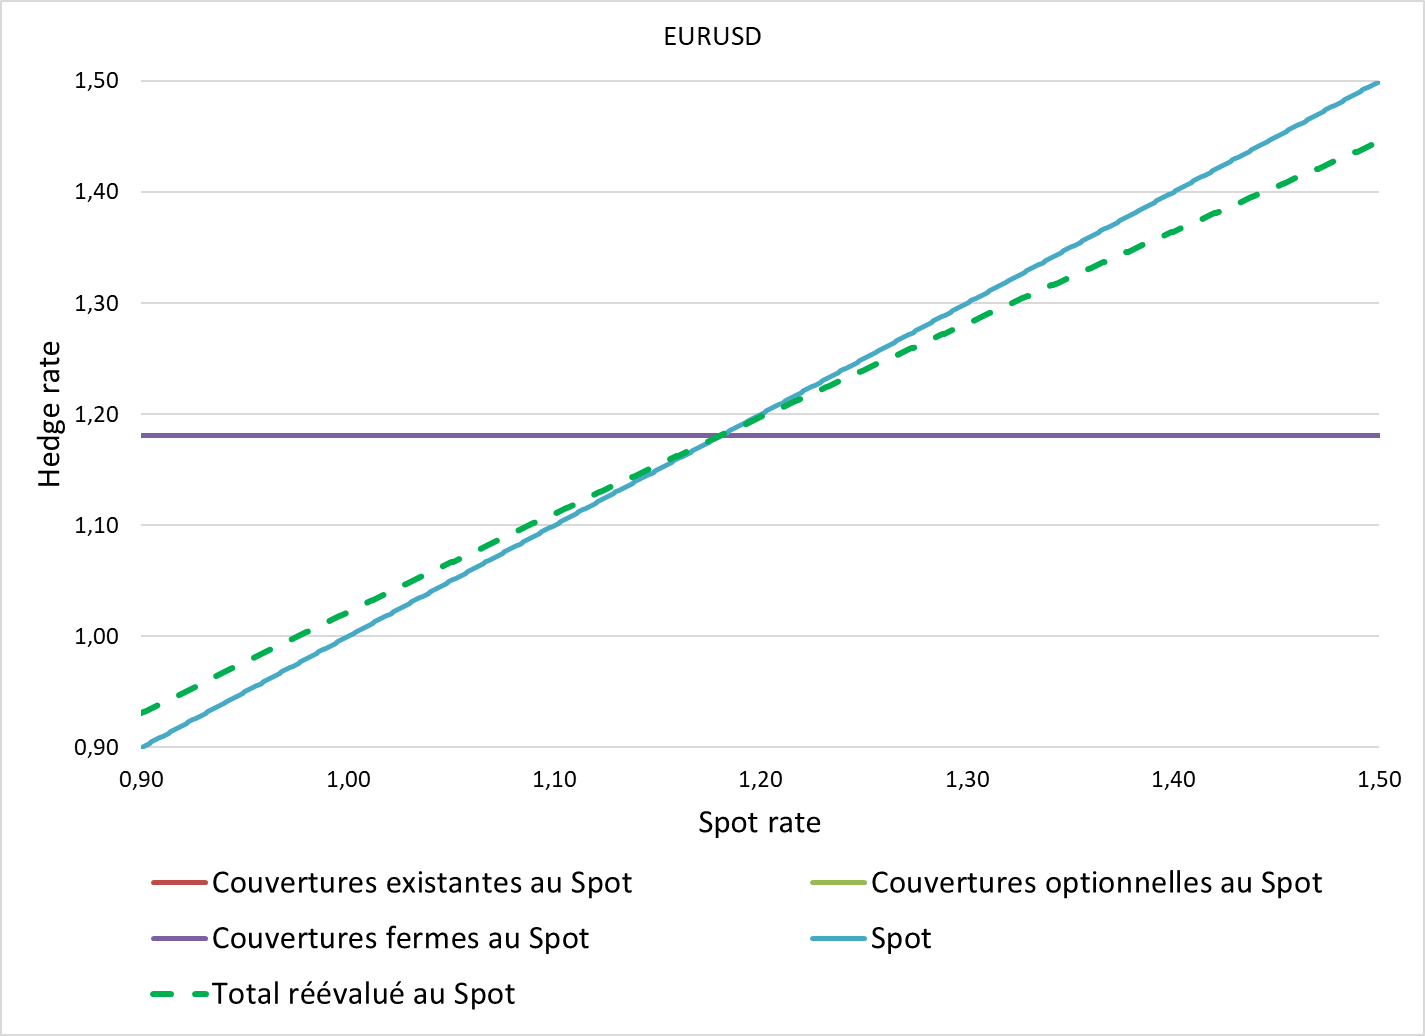 EURUSD
1,50
1,40
1,30
1,20
1,10
1,00
0,90
Hedge rate
0,90 1,00 1,10 1,20 1,30 1,40 1,50
Spot rate
Couvertures existantes au Spot Couvertures optionnelles au Spot
Couvertures fermes au Spot Spot
Total réévalué au Spot